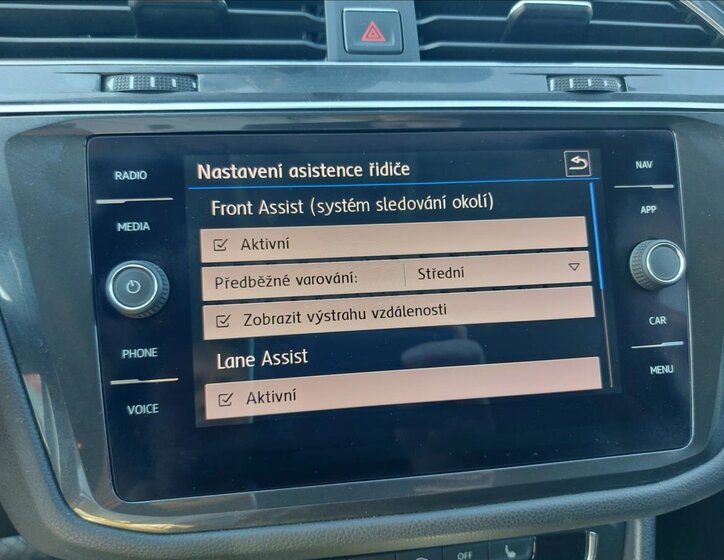 Nastavení asistence řidiče
RADIO
NAV
Front Assist (systém sledování okolí)
APP
MEDIA
Aktivní
Předběžné varování: Střední
Zobrazit výstrahu vzdálenosti
CAR
PHONE
Lane Assist
MENU
Aktivní
VOICE
OFF